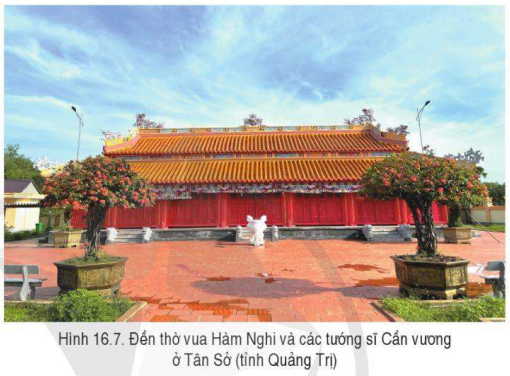 Hình 16.7. Đền thờ vua Hàm Nghi và các tướng sĩ Cần vương
ở Tân Sở (tỉnh Quảng Trị)